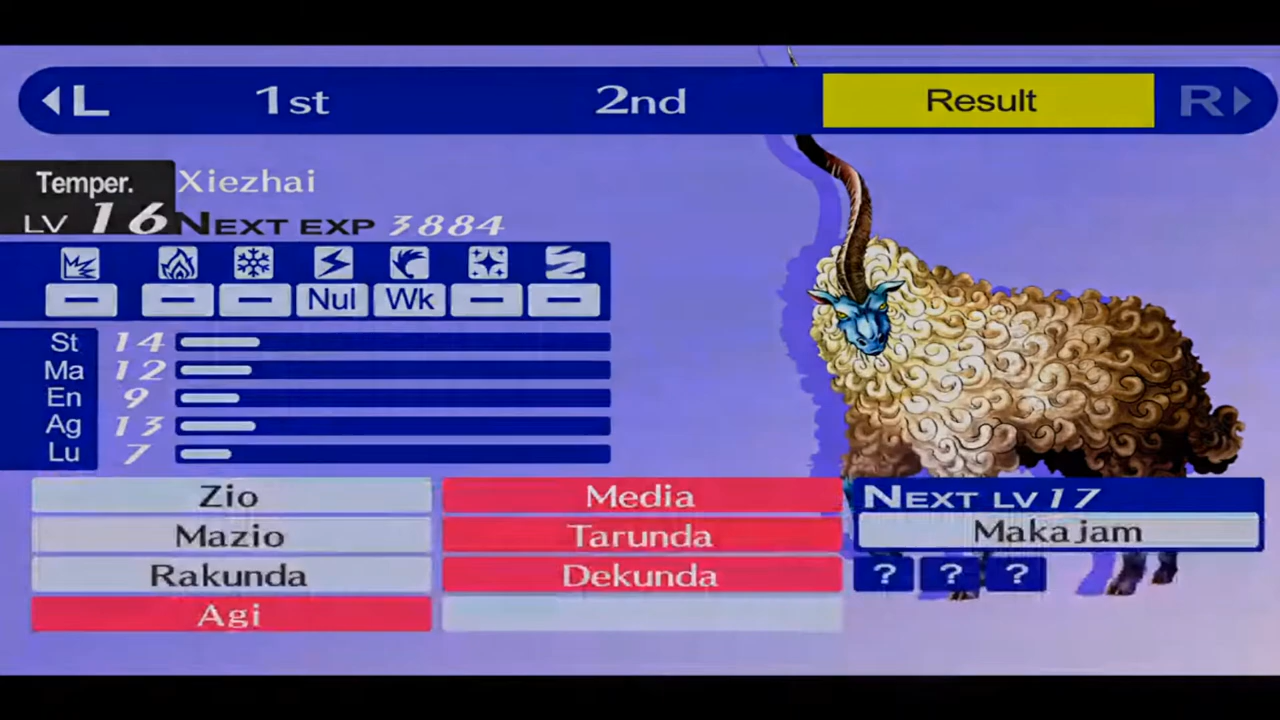 L 1st 2nd Result R
Temper. Xiezhai
LV 16 NEXT EXP 3884
– – – Nul Wk – –
St 14
Ma 12
En 9
Ag 13
Lu 7
Zio Media NEXT LV 17
Mazio Tarunda Makajam
Rakunda Dekunda ? ? ?
Agi